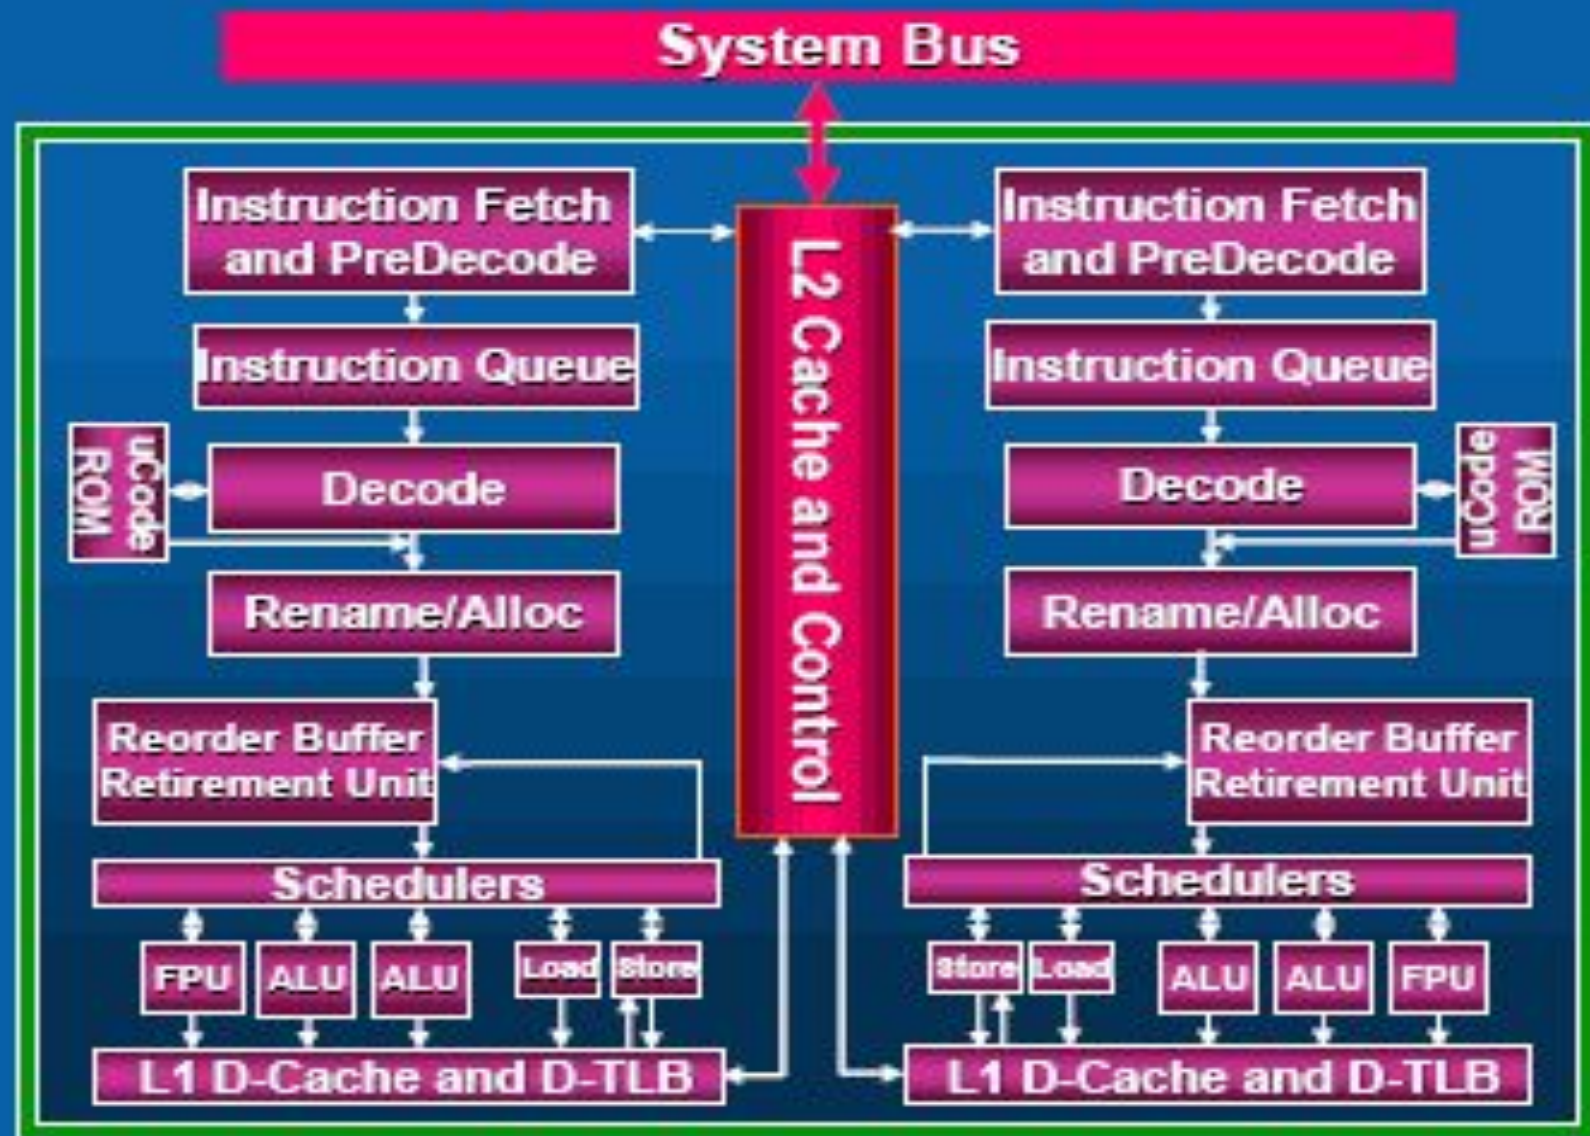 System Bus
Instruction Fetch
and PreDecode
Instruction Queue
uCode
ROM
Decode
Rename/Alloc
Reorder Buffer
Retirement Unit
Schedulers
FPU
ALU
ALU
Load
Store
L1 D-Cache and D-TLB
L2 Cache and Control
Instruction Fetch
and PreDecode
Instruction Queue
Decode
uCode
ROM
Rename/Alloc
Reorder Buffer
Retirement Unit
Schedulers
Store
Load
ALU
ALU
FPU
L1 D-Cache and D-TLB